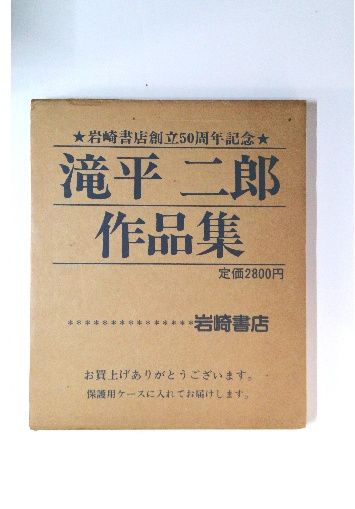 ★岩崎書店創立50周年記念★
滝平 二郎
作品集
定価2800円
***************岩崎書店
お買上げありがとうございます。
保護用ケースに入れてお届けします。